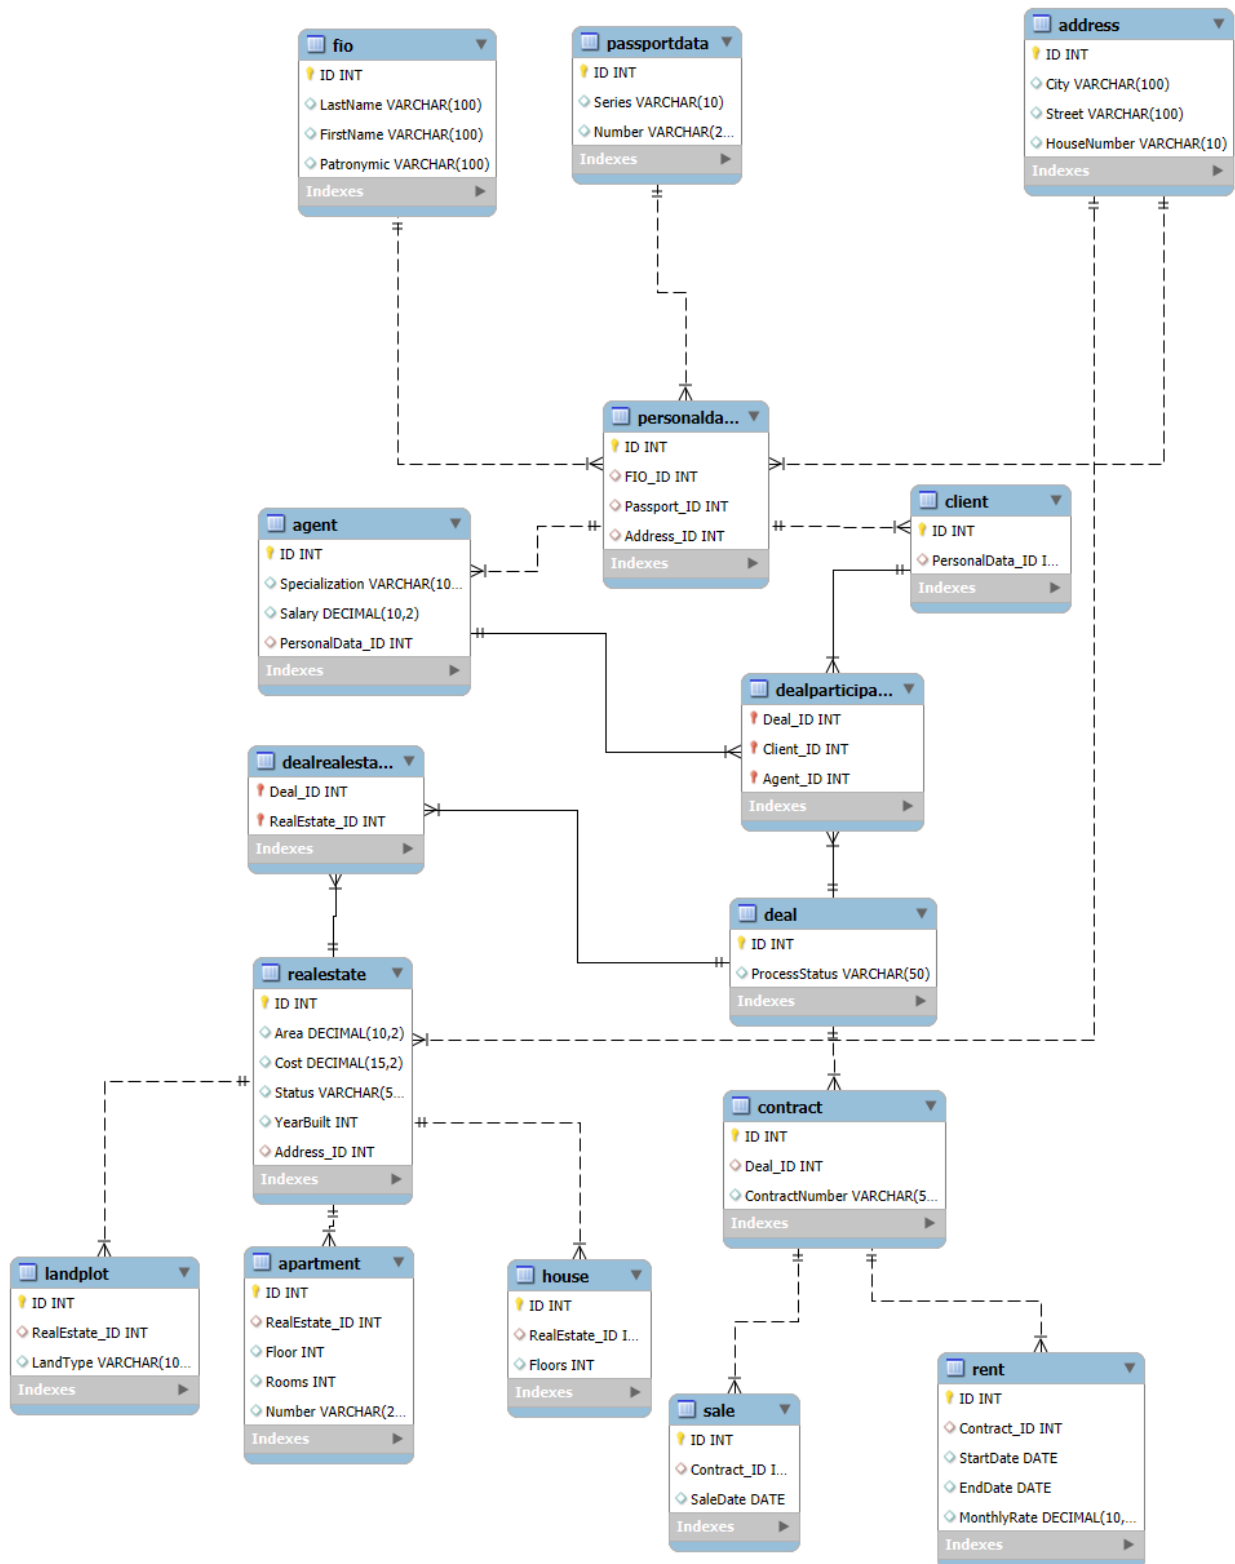 fio
ID INT
LastName VARCHAR(100)
FirstName VARCHAR(100)
Patronymic VARCHAR(100)
Indexes
passportdata
ID INT
Series VARCHAR(10)
Number VARCHAR(2...
Indexes
address
ID INT
City VARCHAR(100)
Street VARCHAR(100)
HouseNumber VARCHAR(10)
Indexes
personalda...
ID INT
FIO_ID INT
Passport_ID INT
Address_ID INT
Indexes
client
ID INT
PersonalData_ID I...
Indexes
agent
ID INT
Specialization VARCHAR(10...
Salary DECIMAL(10,2)
PersonalData_ID INT
Indexes
dealparticipa...
Deal_ID INT
Client_ID INT
Agent_ID INT
Indexes
dealrealesta...
Deal_ID INT
RealEstate_ID INT
Indexes
deal
ID INT
ProcessStatus VARCHAR(50)
Indexes
realestate
ID INT
Area DECIMAL(10,2)
Cost DECIMAL(15,2)
Status VARCHAR(5...
YearBuilt INT
Address_ID INT
Indexes
contract
ID INT
Deal_ID INT
ContractNumber VARCHAR(5...
Indexes
landplot
ID INT
RealEstate_ID INT
LandType VARCHAR(10...
Indexes
apartment
ID INT
RealEstate_ID INT
Floor INT
Rooms INT
Number VARCHAR(2...
Indexes
house
ID INT
RealEstate_ID I...
Floors INT
Indexes
sale
ID INT
Contract_ID I...
SaleDate DATE
Indexes
rent
ID INT
Contract_ID INT
StartDate DATE
EndDate DATE
MonthlyRate DECIMAL(10,...
Indexes